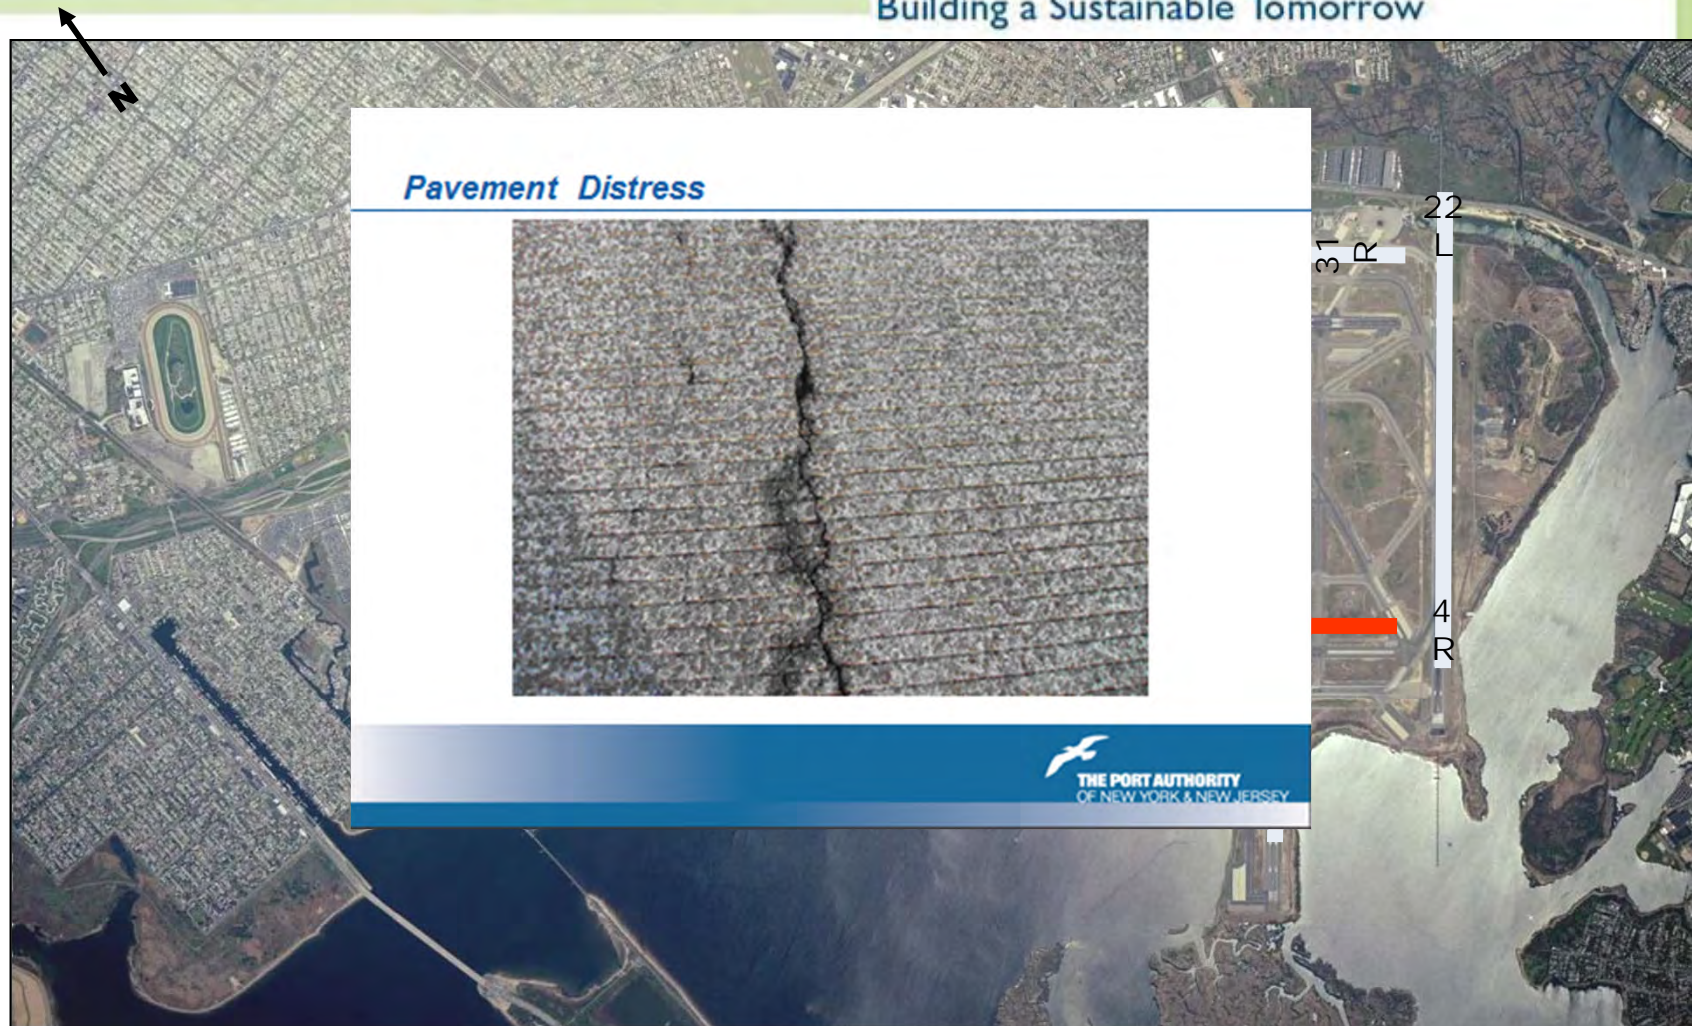 Building a Sustainable Tomorrow
N
Pavement Distress
22
L
31
R
4
R
THE PORT AUTHORITY
OF NEW YORK & NEW JERSEY